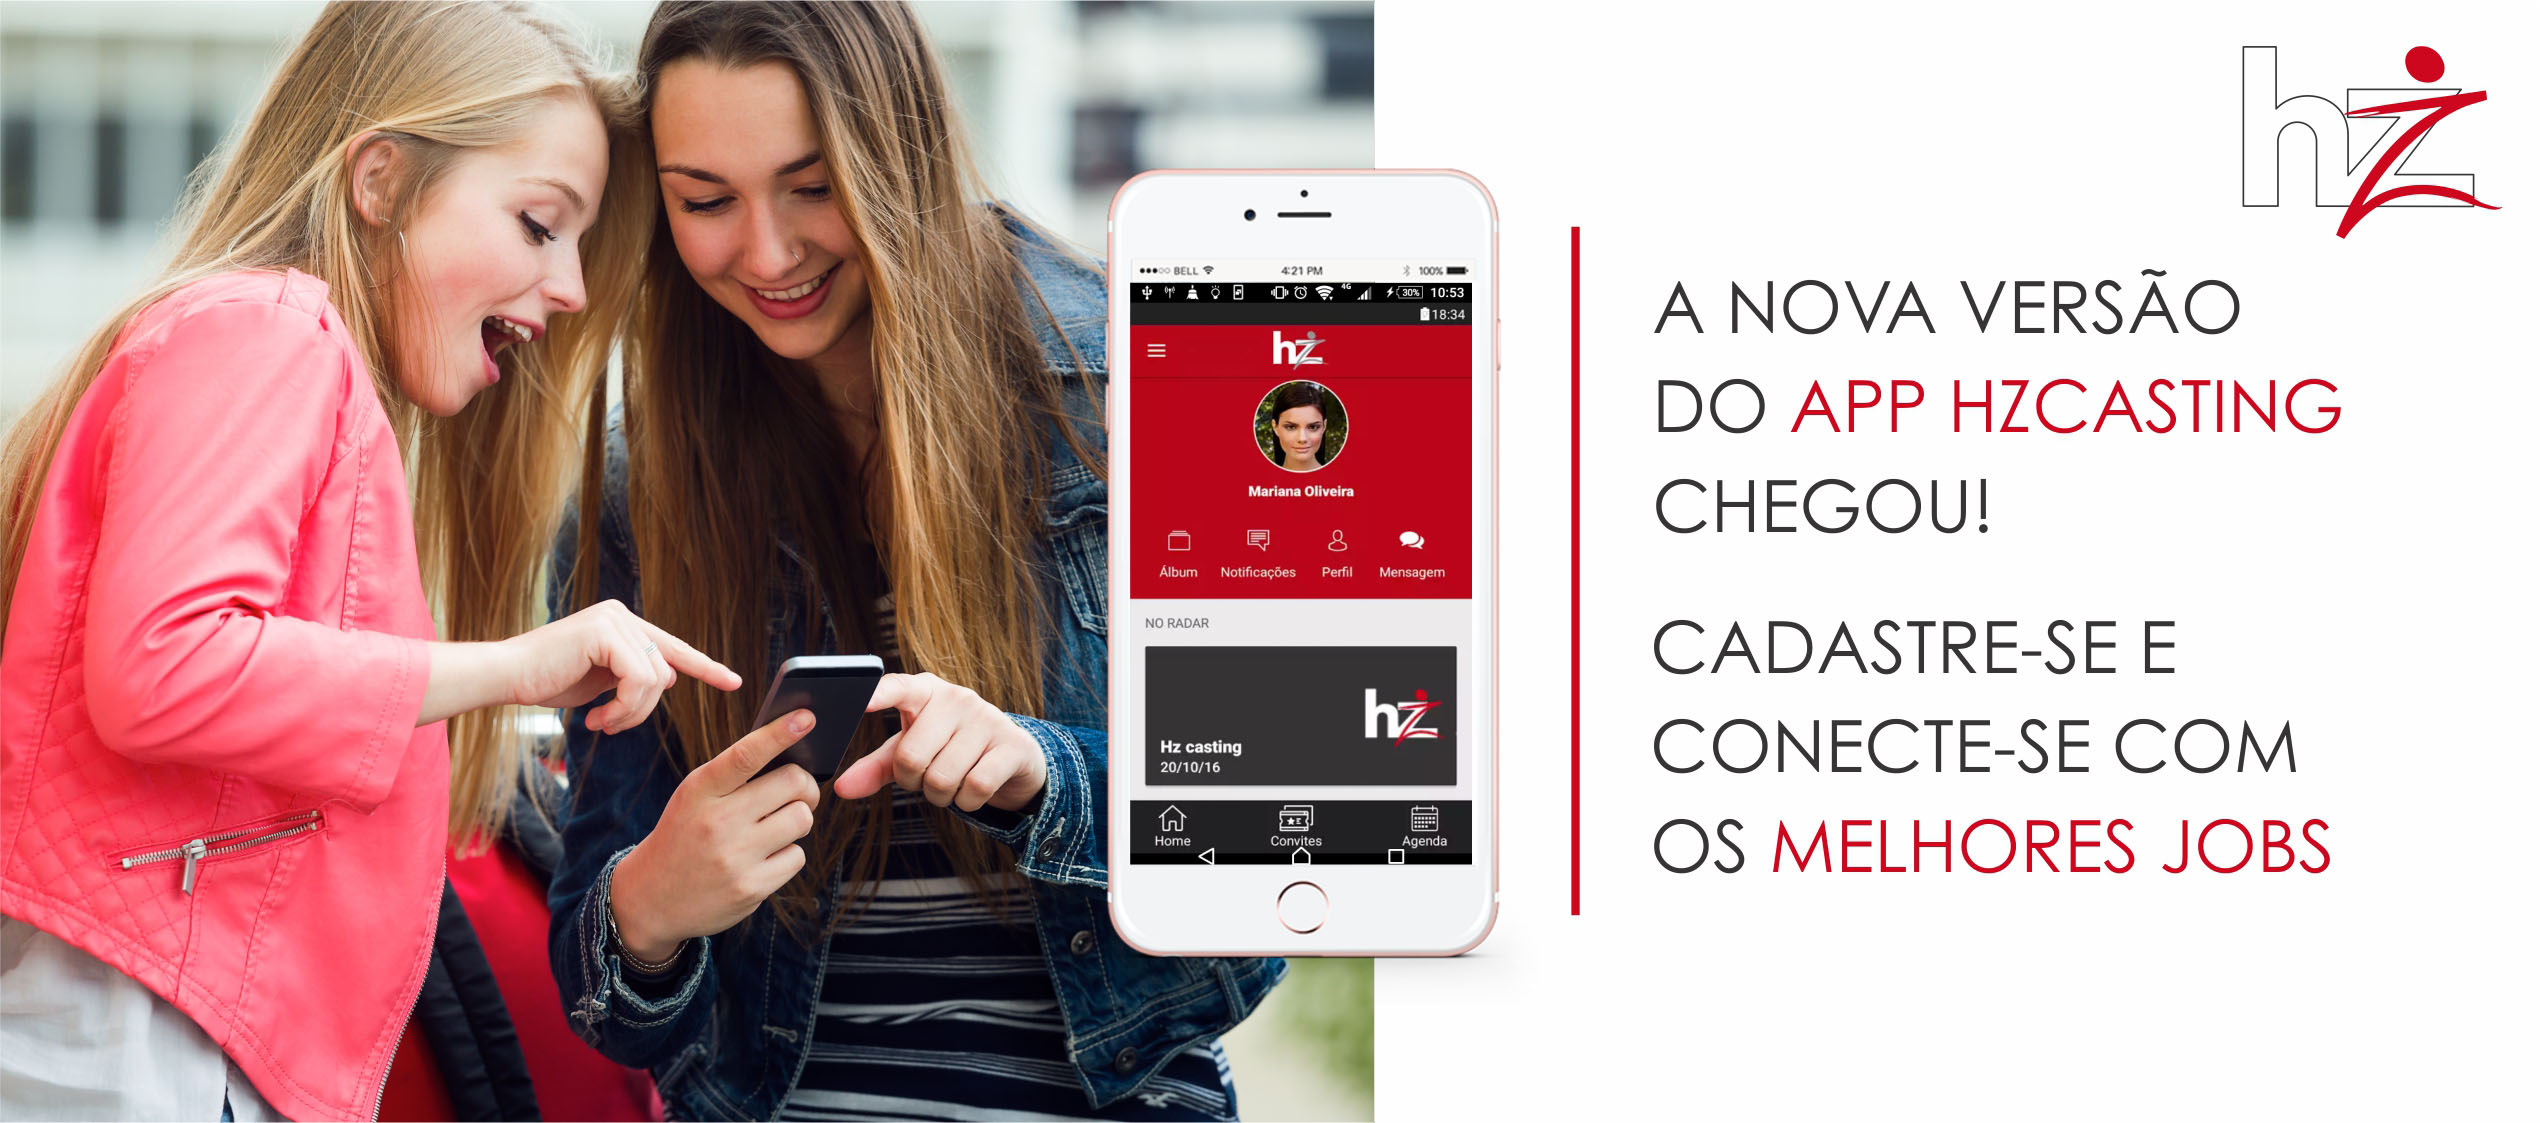 hz
A NOVA VERSÃO
DO APP HZCASTING
CHEGOU!
CADASTRE-SE E
CONECTE-SE COM
OS MELHORES JOBS
BELL 4:21 PM 100%
4G 30% 10:53
18:34
hz
Mariana Oliveira
Álbum Notificações Perfil Mensagem
NO RADAR
hz
Hz casting
20/10/16
Home Convites Agenda